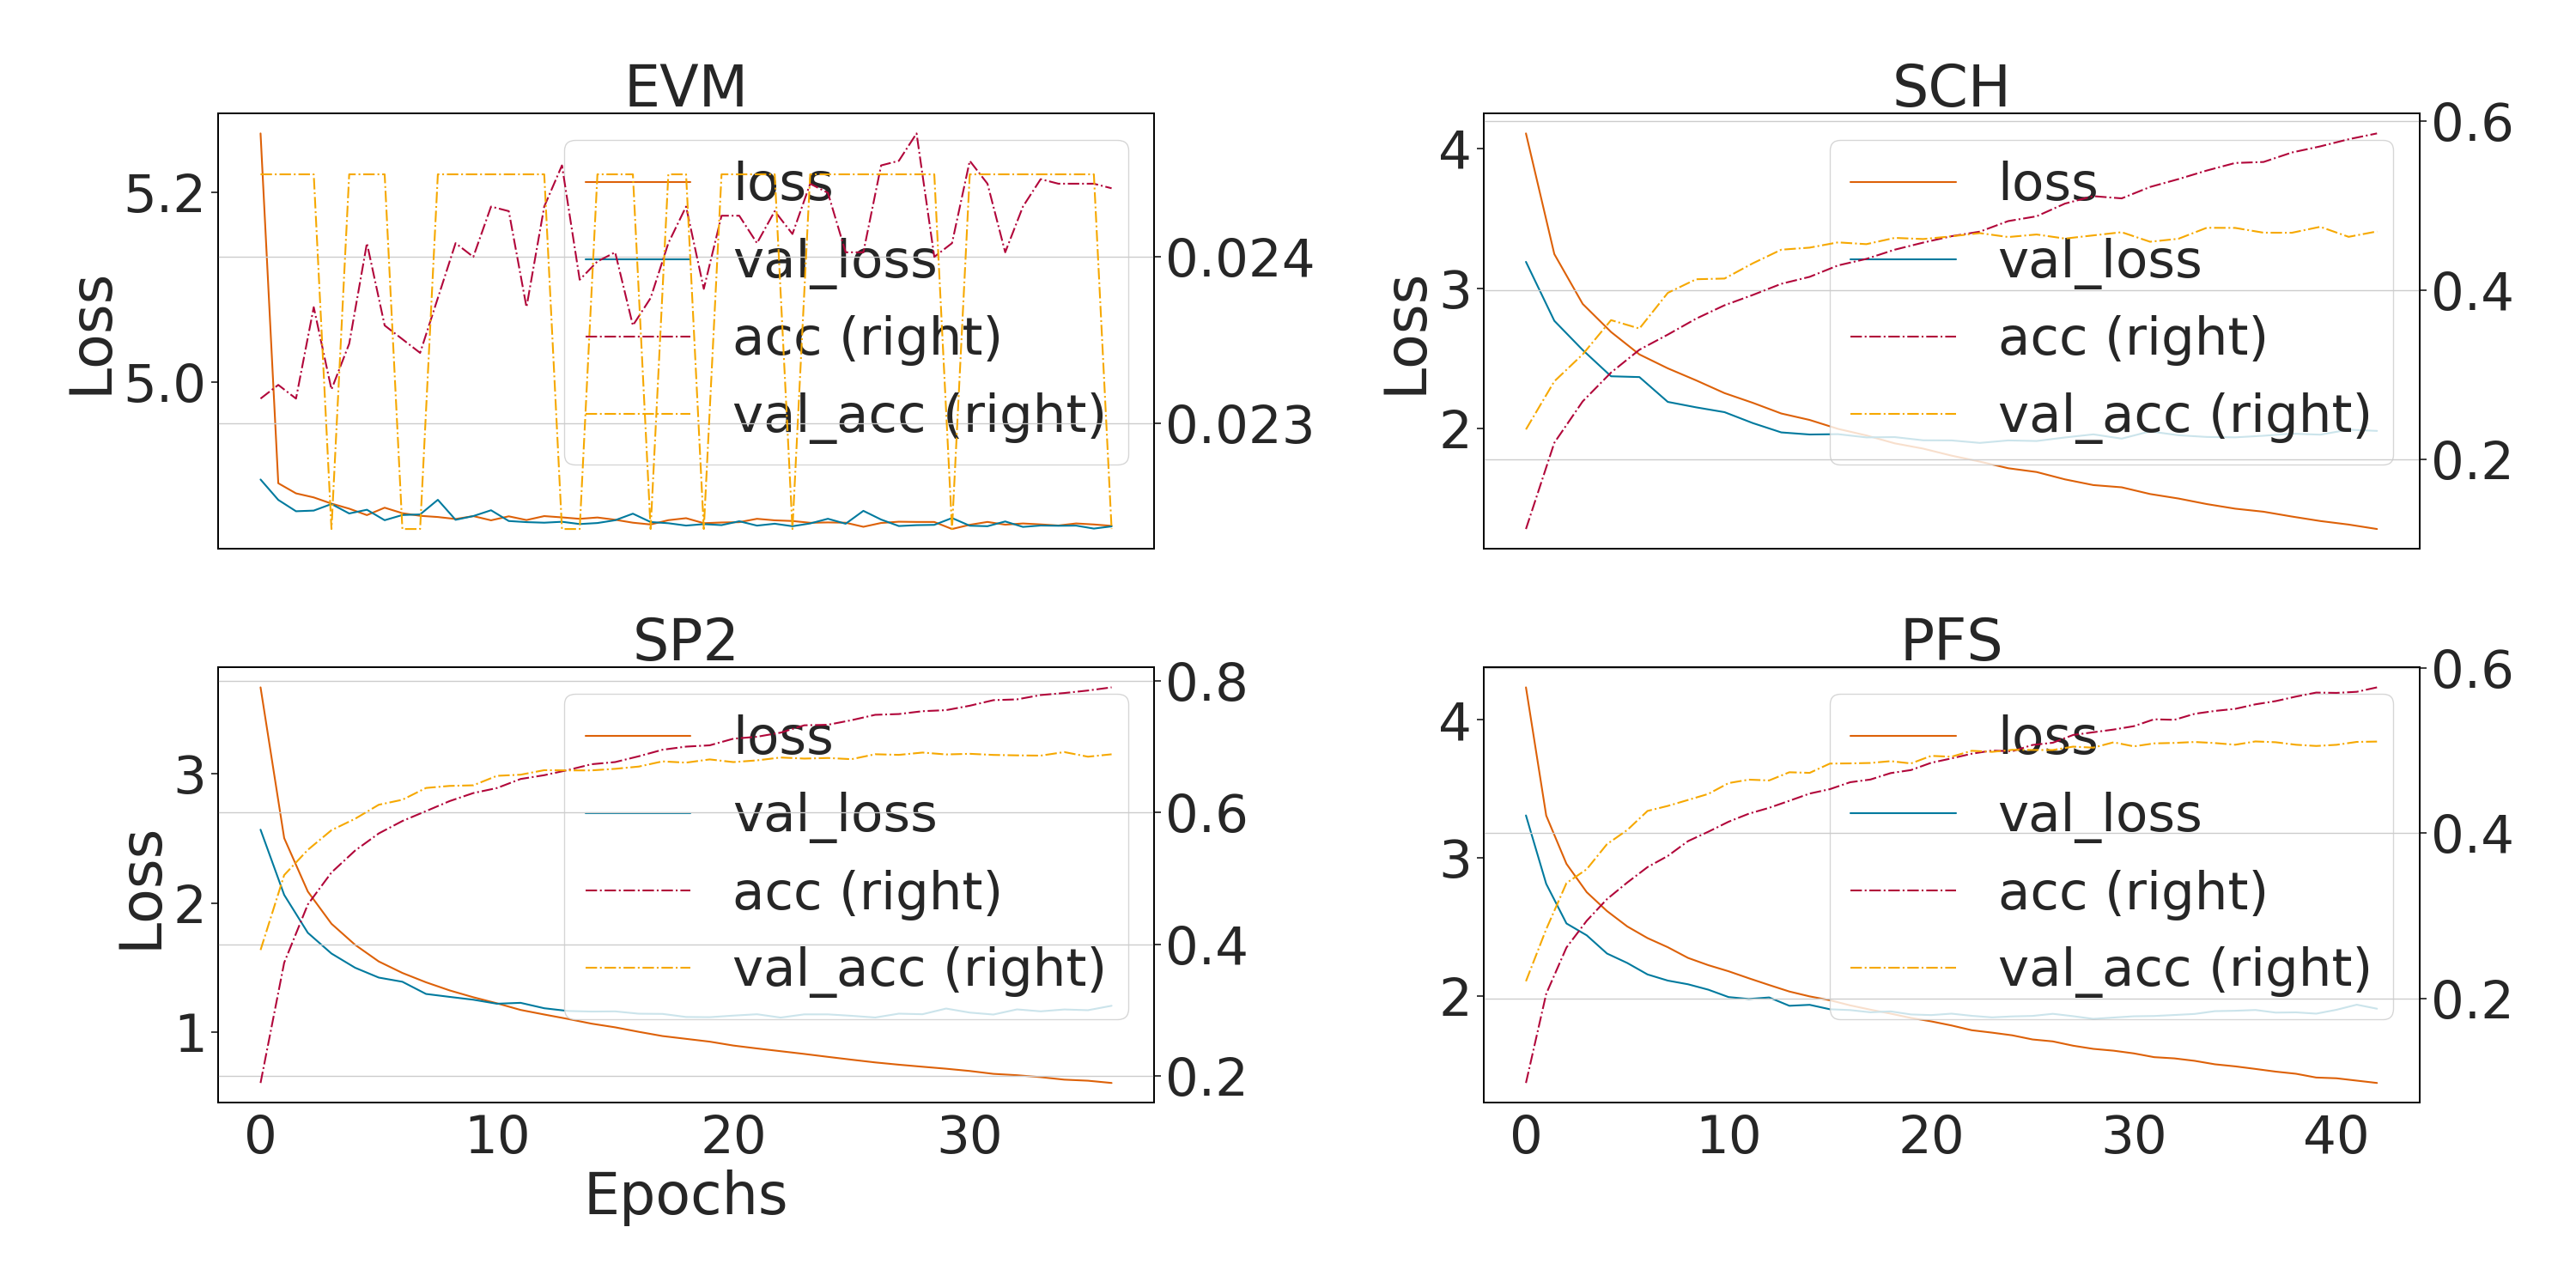 EVM
Loss
5.2
5.0
0.024
0.023
loss
val_loss
acc (right)
val_acc (right)
SCH
Loss
4
3
2
0.6
0.4
0.2
loss
val_loss
acc (right)
val_acc (right)
SP2
Loss
3
2
1
0.8
0.6
0.4
0.2
loss
val_loss
acc (right)
val_acc (right)
0 10 20 30
Epochs
PFS
4
3
2
0.6
0.4
0.2
loss
val_loss
acc (right)
val_acc (right)
0 10 20 30 40